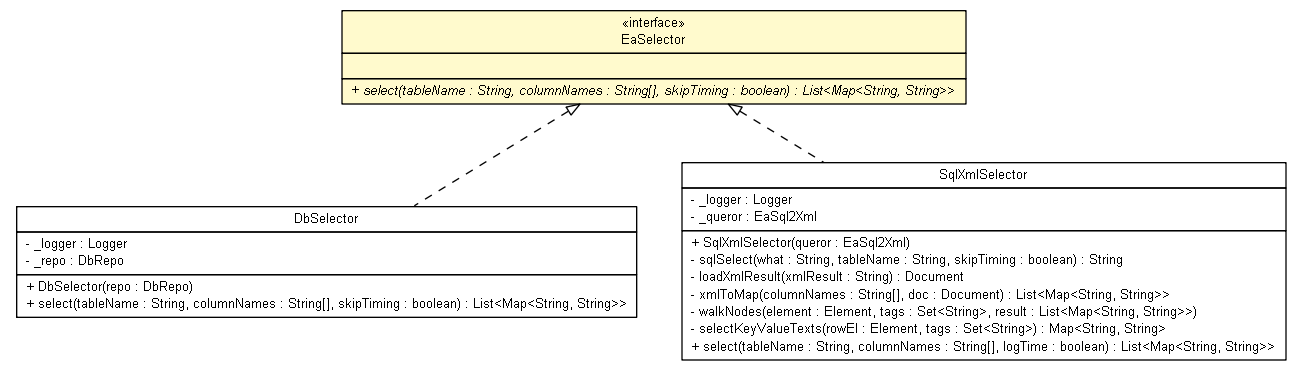 «interface»
EaSelector
+ select(tableName : String, columnNames : String[], skipTiming : boolean) : List<Map<String, String>>
DbSelector
- _logger : Logger
- _repo : DbRepo
+ DbSelector(repo : DbRepo)
+ select(tableName : String, columnNames : String[], skipTiming : boolean) : List<Map<String, String>>
SqlXmlSelector
- _logger : Logger
- _queror : EaSql2Xml
+ SqlXmlSelector(queror : EaSql2Xml)
- sqlSelect(what : String, tableName : String, skipTiming : boolean) : String
- loadXmlResult(xmlResult : String) : Document
- xmlToMap(columnNames : String[], doc : Document) : List<Map<String, String>>
- walkNodes(element : Element, tags : Set<String>, result : List<Map<String, String>>)
- selectKeyValueTexts(rowEl : Element, tags : Set<String>) : Map<String, String>
+ select(tableName : String, columnNames : String[], logTime : boolean) : List<Map<String, String>>